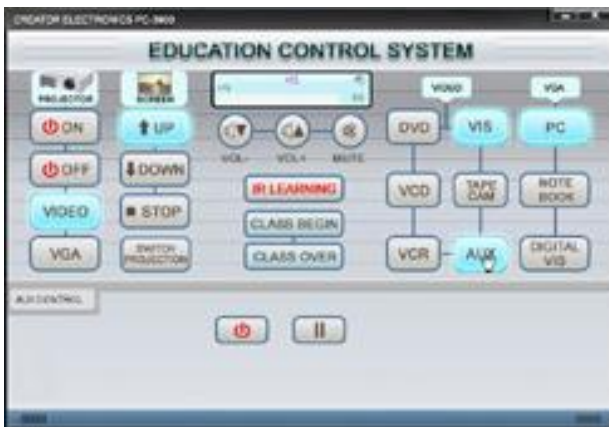 CREATOR ELECTRONICS PC-3000
EDUCATION CONTROL SYSTEM
PROJECTOR
SCREEN
VIDEO
VGA
ON
UP
DVD
VIS
PC
VOL-
VOL+
MUTE
OFF
DOWN
IR LEARNING
VCD
TAPE
CAM
NOTE
BOOK
VIDEO
STOP
CLASS BEGIN
VGA
SWITCH
PROJECTION
CLASS OVER
VCR
AUX
DIGITAL
VIS
AUX CONTROL